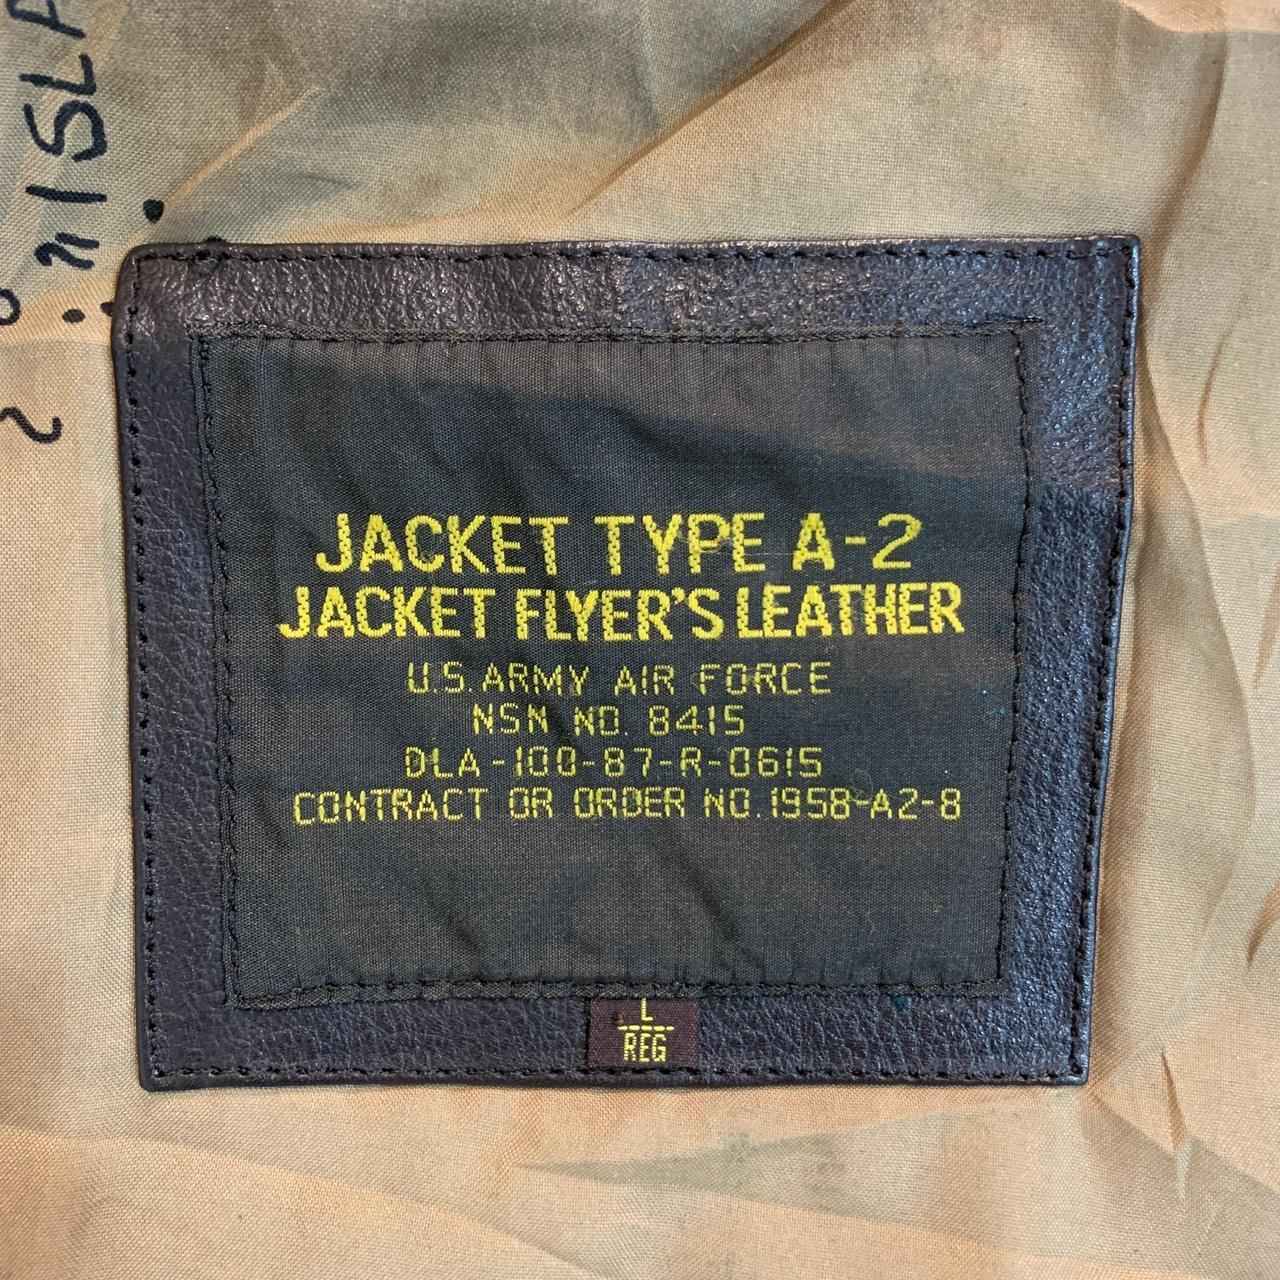 ISLA
JACKET TYPE A-2
JACKET FLYER'S LEATHER
U.S. ARMY AIR FORCE
NSN NO. 8415
DLA-100-87-R-0615
CONTRACT OR ORDER NO. 1958-A2-8
L
REG